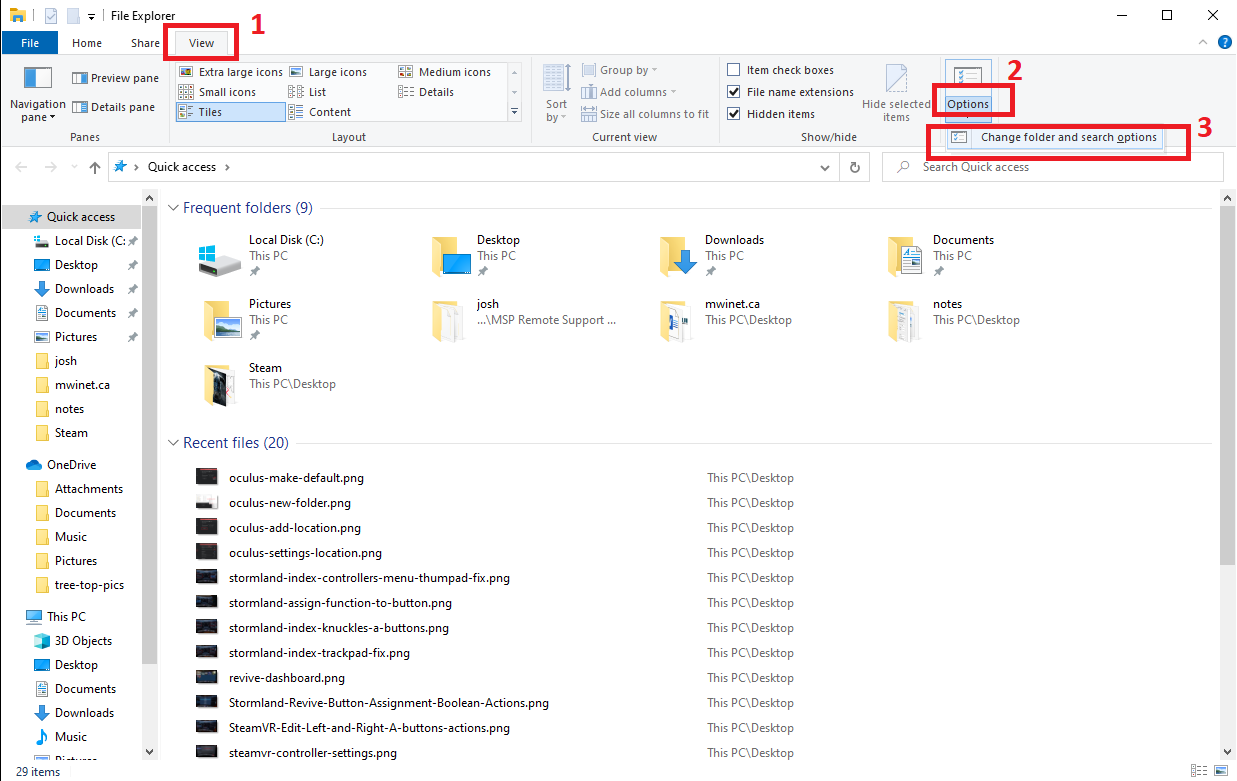 File Explorer
1
File Home Share View
Extra large icons Large icons Medium icons
Small icons List Details
Tiles Content
Preview pane
Details pane
Navigation
pane
Panes
Layout
Sort
by
Group by
Add columns
Size all columns to fit
Current view
Item check boxes
File name extensions
Hidden items
Hide selected
items
Show/hide
2
Options
3
Change folder and search options
Quick access
Search Quick access
Quick access
Local Disk (C:
Desktop
Downloads
Documents
Pictures
josh
mwinet.ca
notes
Steam
OneDrive
Attachments
Documents
Music
Pictures
tree-top-pics
This PC
3D Objects
Desktop
Documents
Downloads
Music
Frequent folders (9)
Local Disk (C:)
This PC
Desktop
This PC
Downloads
This PC
Documents
This PC
Pictures
This PC
josh
...\MSP Remote Support ...
mwinet.ca
This PC\Desktop
notes
This PC\Desktop
Steam
This PC\Desktop
Recent files (20)
oculus-make-default.png This PC\Desktop
oculus-new-folder.png This PC\Desktop
oculus-add-location.png This PC\Desktop
oculus-settings-location.png This PC\Desktop
stormland-index-controllers-menu-thumpad-fix.png This PC\Desktop
stormland-assign-function-to-button.png This PC\Desktop
stormland-index-knuckles-a-buttons.png This PC\Desktop
stormland-index-trackpad-fix.png This PC\Desktop
revive-dashboard.png This PC\Desktop
Stormland-Revive-Button-Assignment-Boolean-Actions.png This PC\Desktop
SteamVR-Edit-Left-and-Right-A-buttons-actions.png This PC\Desktop
steamvr-controller-settings.png This PC\Desktop
29 items